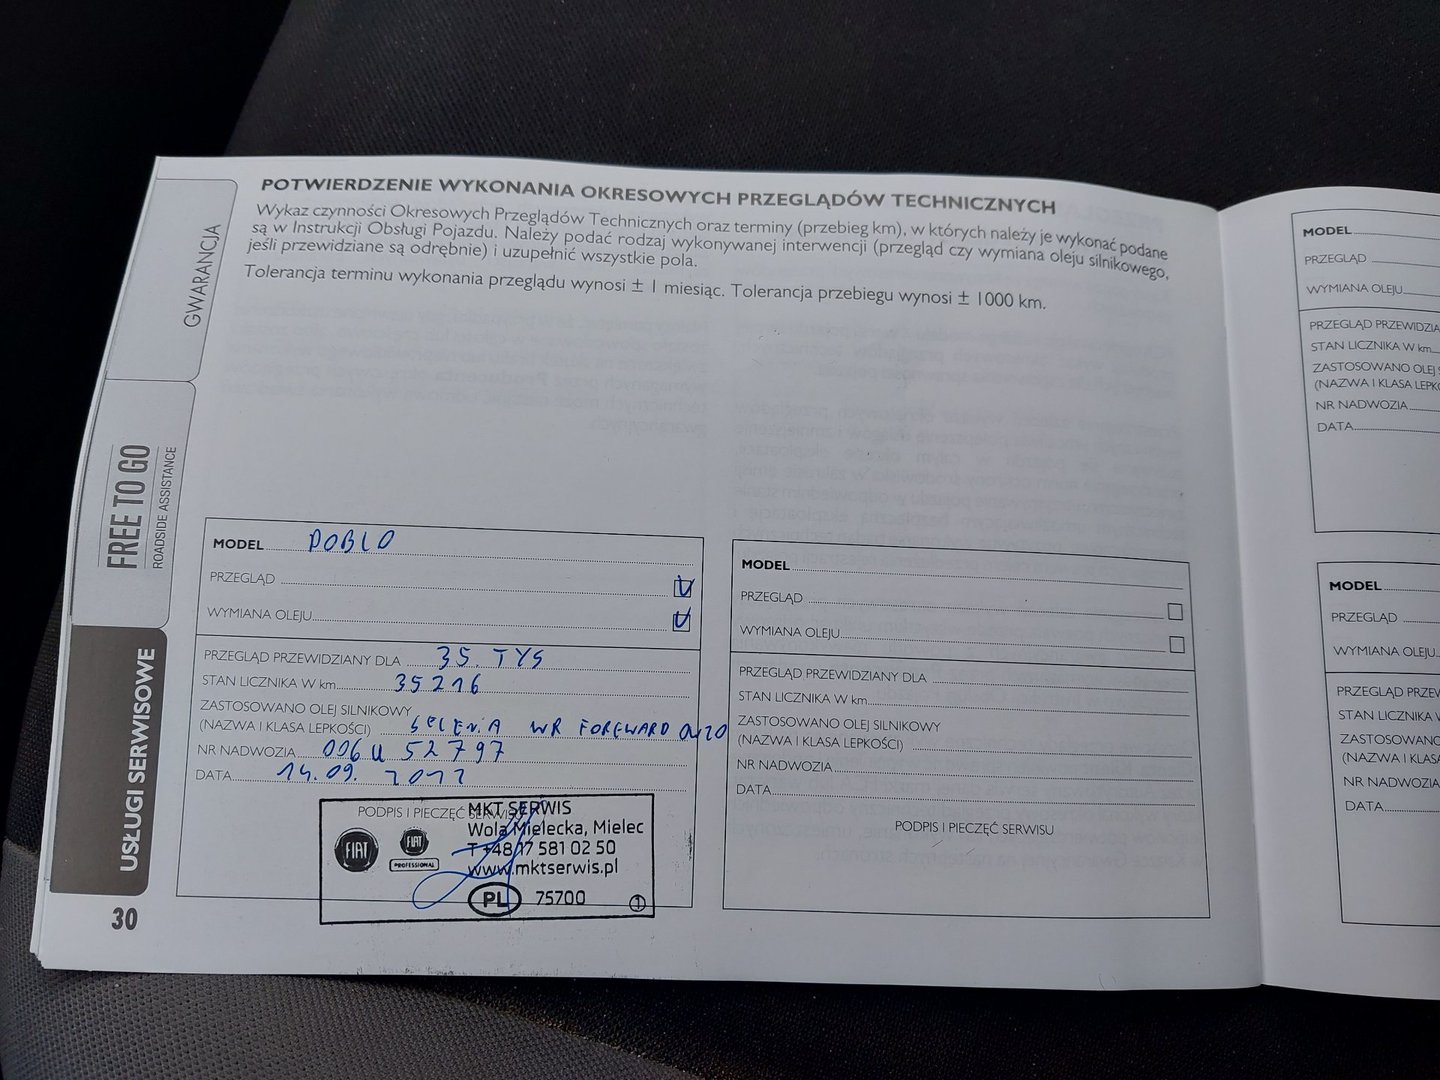 POTWIERDZENIE WYKONANIA OKRESOWYCH PRZEGLĄDÓW TECHNICZNYCH
Wykaz czynności Okresowych Przeglądów Technicznych oraz terminy (przebieg km), w których należy je wykonać podane
są w Instrukcji Obsługi Pojazdu. Należy podać rodzaj wykonywanej interwencji (przegląd czy wymiana oleju silnikowego,
jeśli przewidziane są odrębnie) i uzupełnić wszystkie pola.
Tolerancja terminu wykonania przeglądu wynosi ± 1 miesiąc. Tolerancja przebiegu wynosi ± 1000 km.
GWARANCJA
FREE TO GO
ROADSIDE ASSISTANCE
USŁUGI SERWISOWE
30
MODEL DOBLO
PRZEGLĄD
WYMIANA OLEJU
PRZEGLĄD PRZEWIDZIANY DLA 35. TYS
STAN LICZNIKA W km 35216
ZASTOSOWANO OLEJ SILNIKOWY
(NAZWA I KLASA LEPKOŚCI) SELENIA WR FOREWARD 0W20
NR NADWOZIA 006U52797
DATA 14.09.
PODPIS I PIECZĘĆ SERWISU
MKT SERWIS
Wola Mielecka, Mielec
T +48 17 581 02 50
www.mktserwis.pl
FIAT
FIAT
PROFESSIONAL
PL 75700 1
MODEL
PRZEGLĄD
WYMIANA OLEJU
PRZEGLĄD PRZEWIDZIANY DLA
STAN LICZNIKA W km
ZASTOSOWANO OLEJ SILNIKOWY
(NAZWA I KLASA LEPKOŚCI)
NR NADWOZIA
DATA
PODPIS I PIECZĘĆ SERWISU
MODEL
PRZEGLĄD
WYMIANA OLEJU
PRZEGLĄD PRZEWIDZIA
STAN LICZNIKA W km
ZASTOSOWANO OLEJ
(NAZWA I KLASA LEPK
NR NADWOZIA
DATA
MODEL
PRZEGLĄD
WYMIANA OLEJU
PRZEGLĄD PRZEW
STAN LICZNIKA
ZASTOSOWANO
(NAZWA I KLASA
NR NADWOZIA
DATA